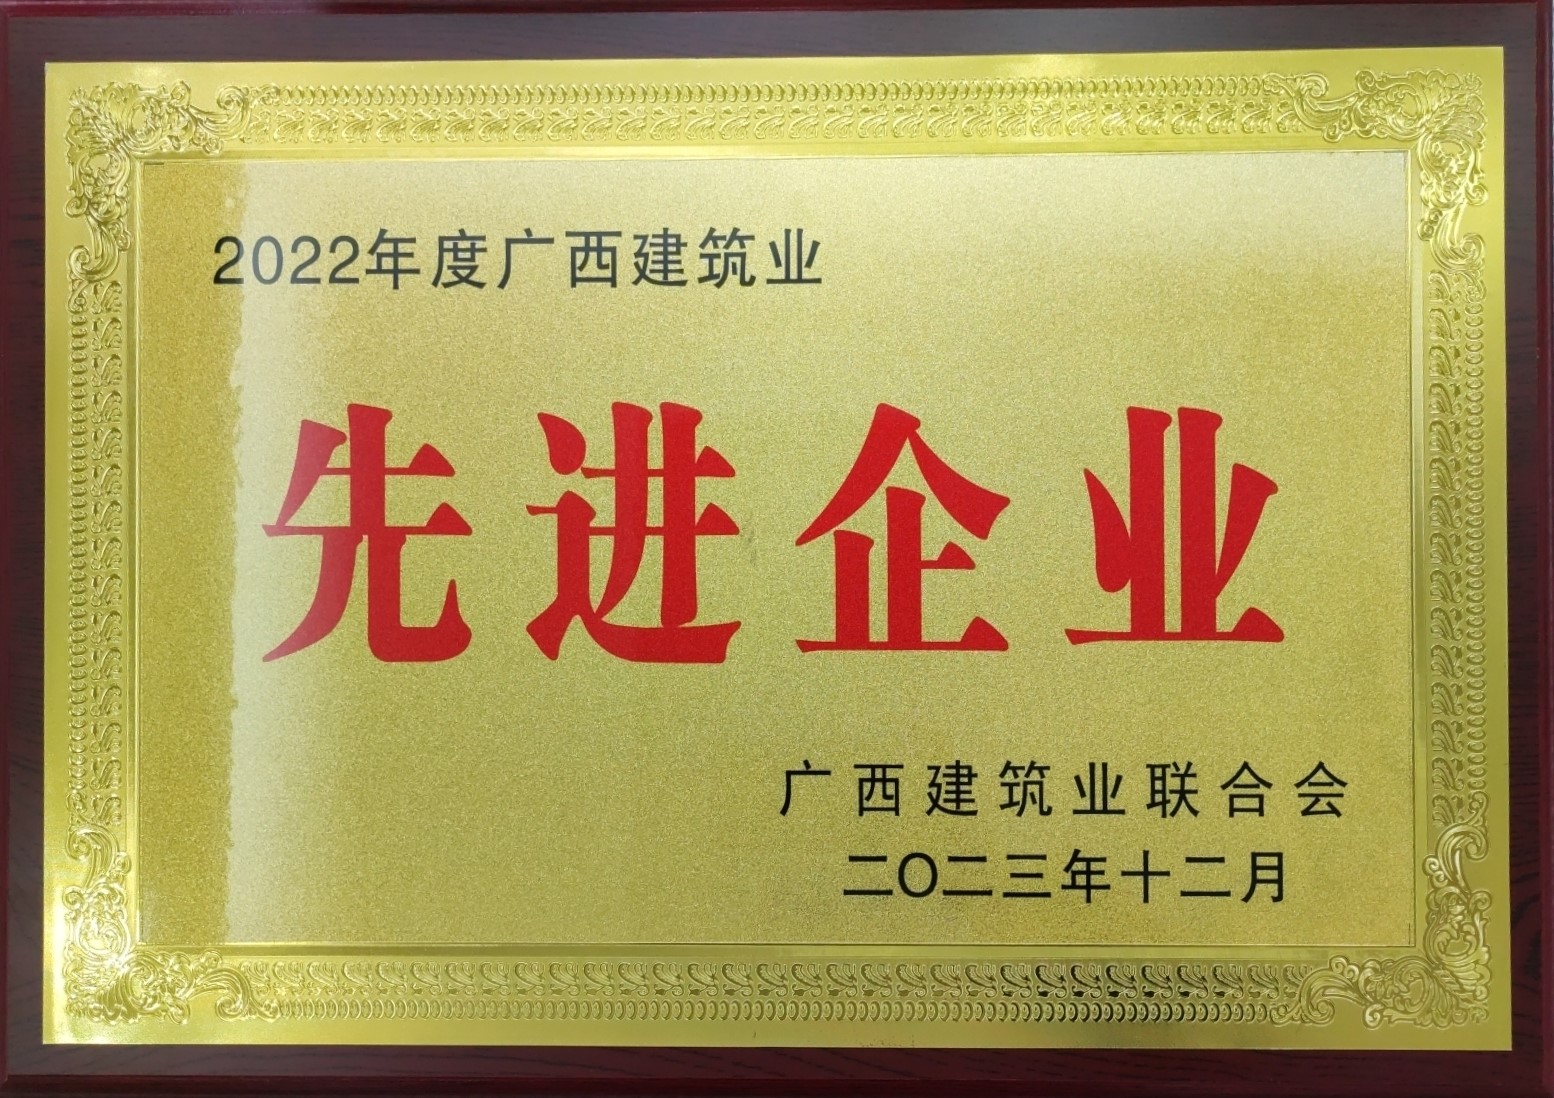 2022年度广西建筑业
先进企业
广西建筑业联合会
二〇二三年十二月